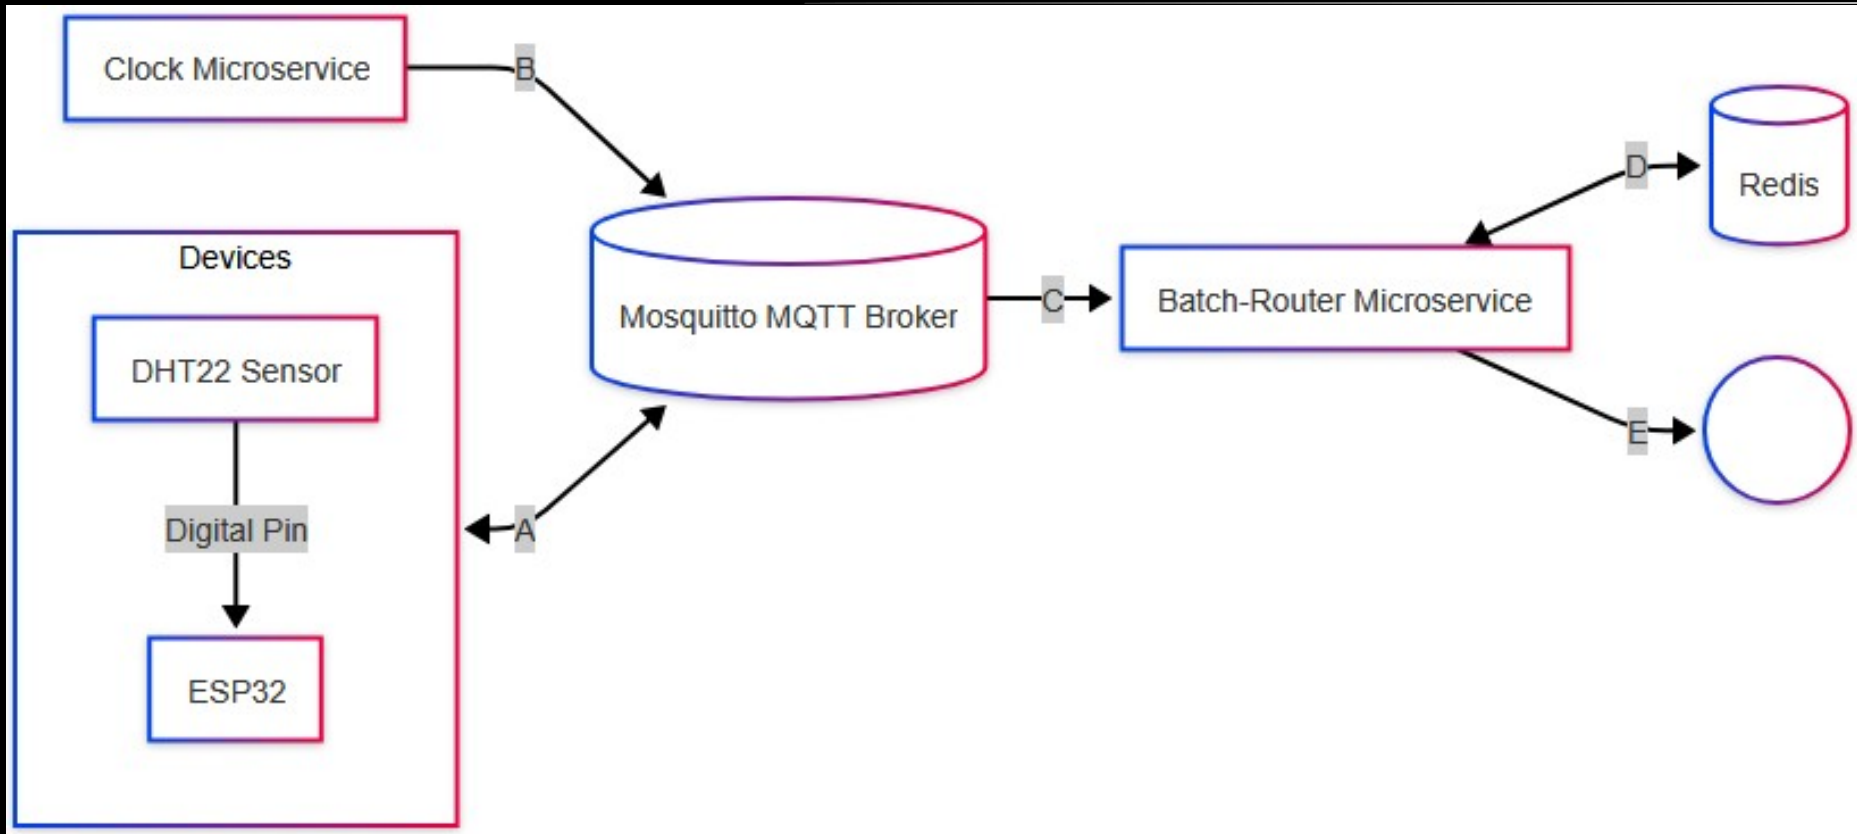 Clock Microservice
B
Devices
DHT22 Sensor
Digital Pin
ESP32
A
Mosquitto MQTT Broker
C
Batch-Router Microservice
D
Redis
E